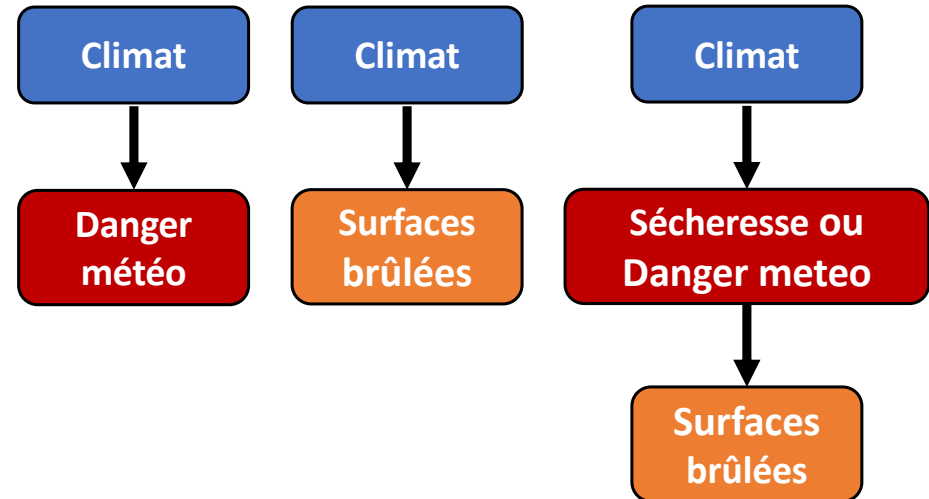 Climat
Danger
météo
Climat
Surfaces
brûlées
Climat
Sécheresse ou
Danger meteo
Surfaces
brûlées